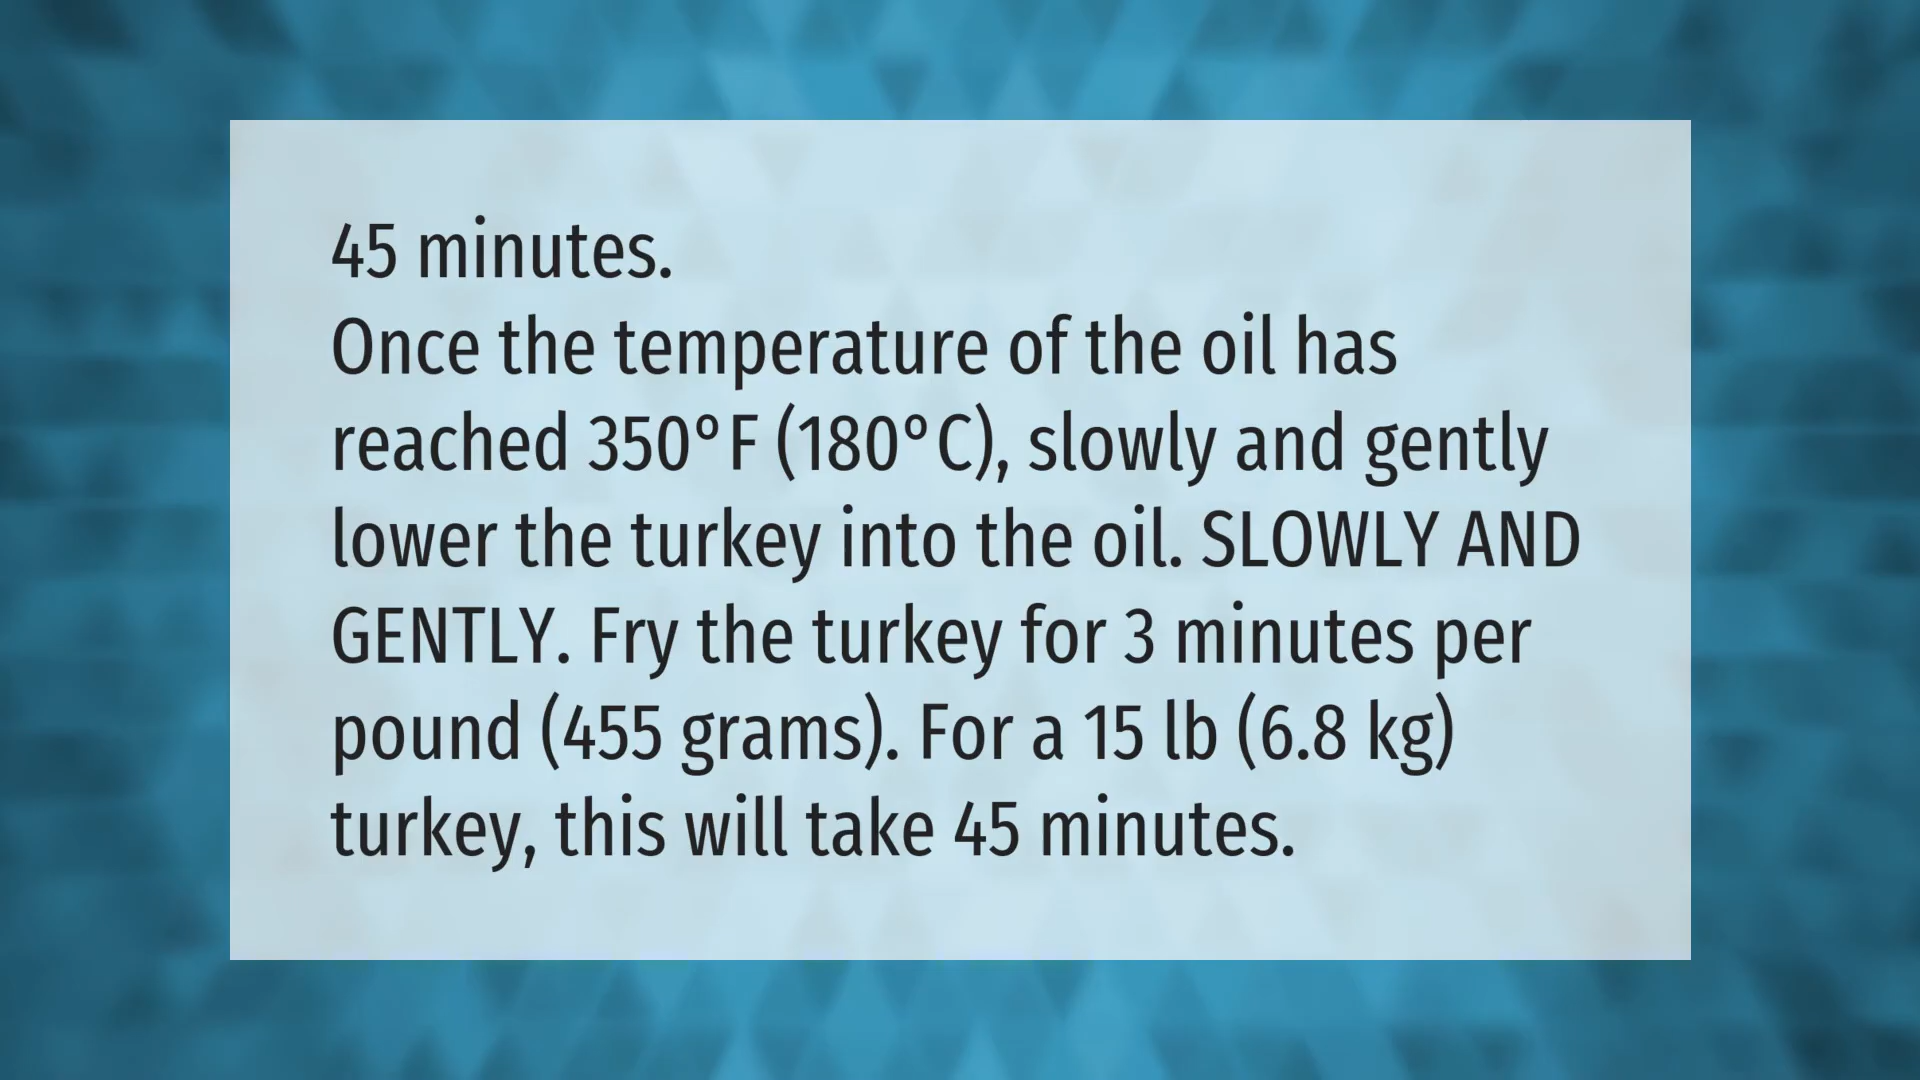 45 minutes.
Once the temperature of the oil has
reached 350°F (180°C), slowly and gently
lower the turkey into the oil. SLOWLY AND
GENTLY. Fry the turkey for 3 minutes per
pound (455 grams). For a 15 lb (6.8 kg)
turkey, this will take 45 minutes.